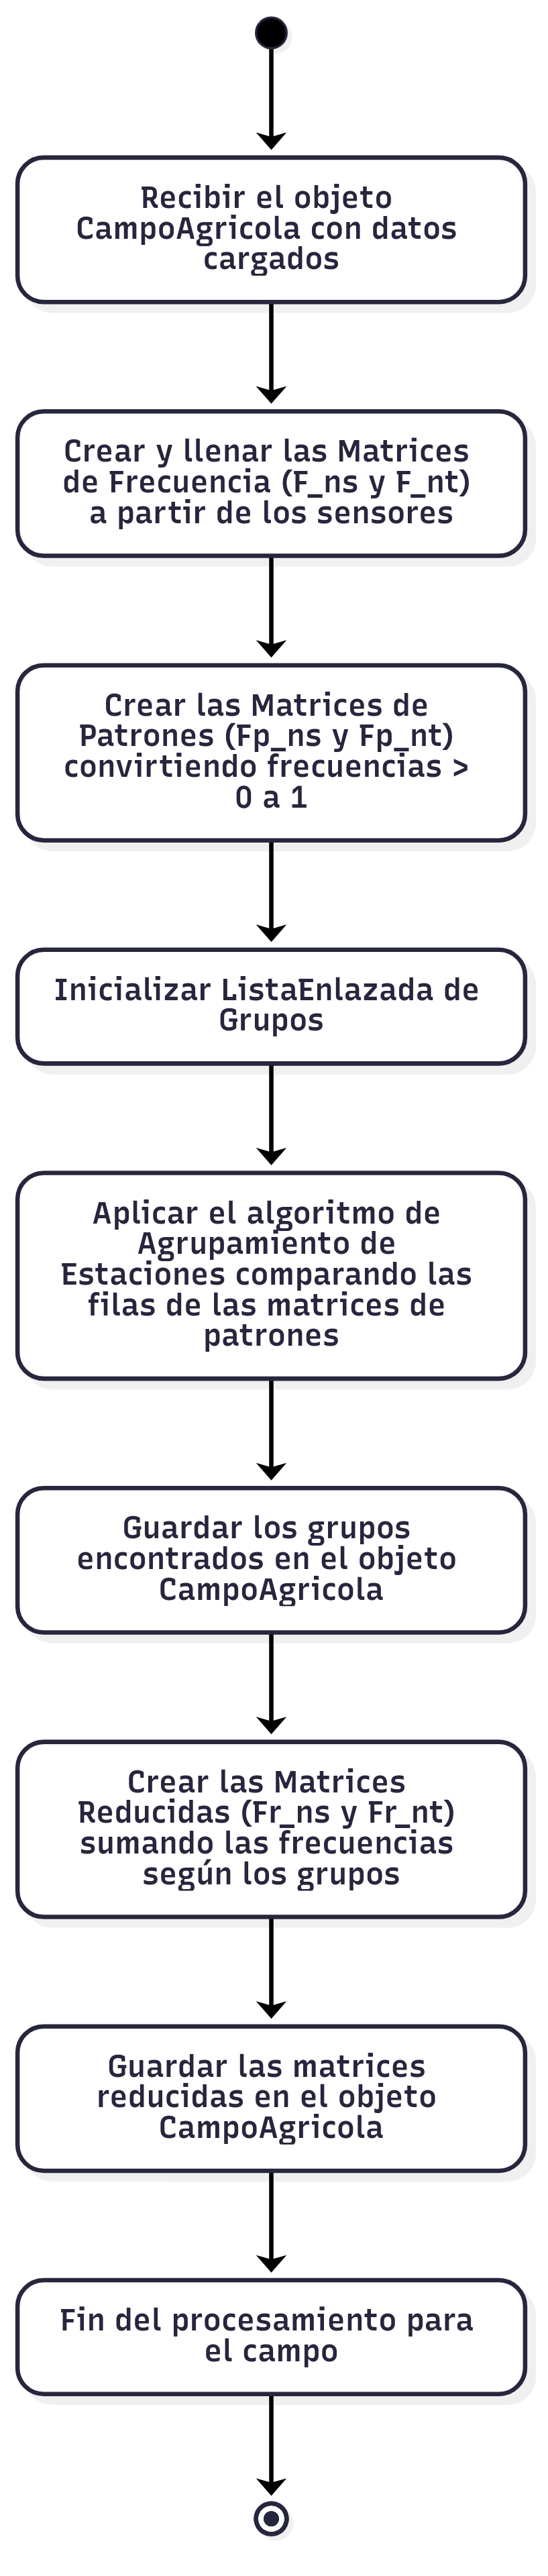 Recibir el objeto
CampoAgricola con datos
cargados
Crear y llenar las Matrices
de Frecuencia (F_ns y F_nt)
a partir de los sensores
Crear las Matrices de
Patrones (Fp_ns y Fp_nt)
convirtiendo frecuencias >
0 a 1
Inicializar ListaEnlazada de
Grupos
Aplicar el algoritmo de
Agrupamiento de
Estaciones comparando las
filas de las matrices de
patrones
Guardar los grupos
encontrados en el objeto
CampoAgricola
Crear las Matrices
Reducidas (Fr_ns y Fr_nt)
sumando las frecuencias
según los grupos
Guardar las matrices
reducidas en el objeto
CampoAgricola
Fin del procesamiento para
el campo